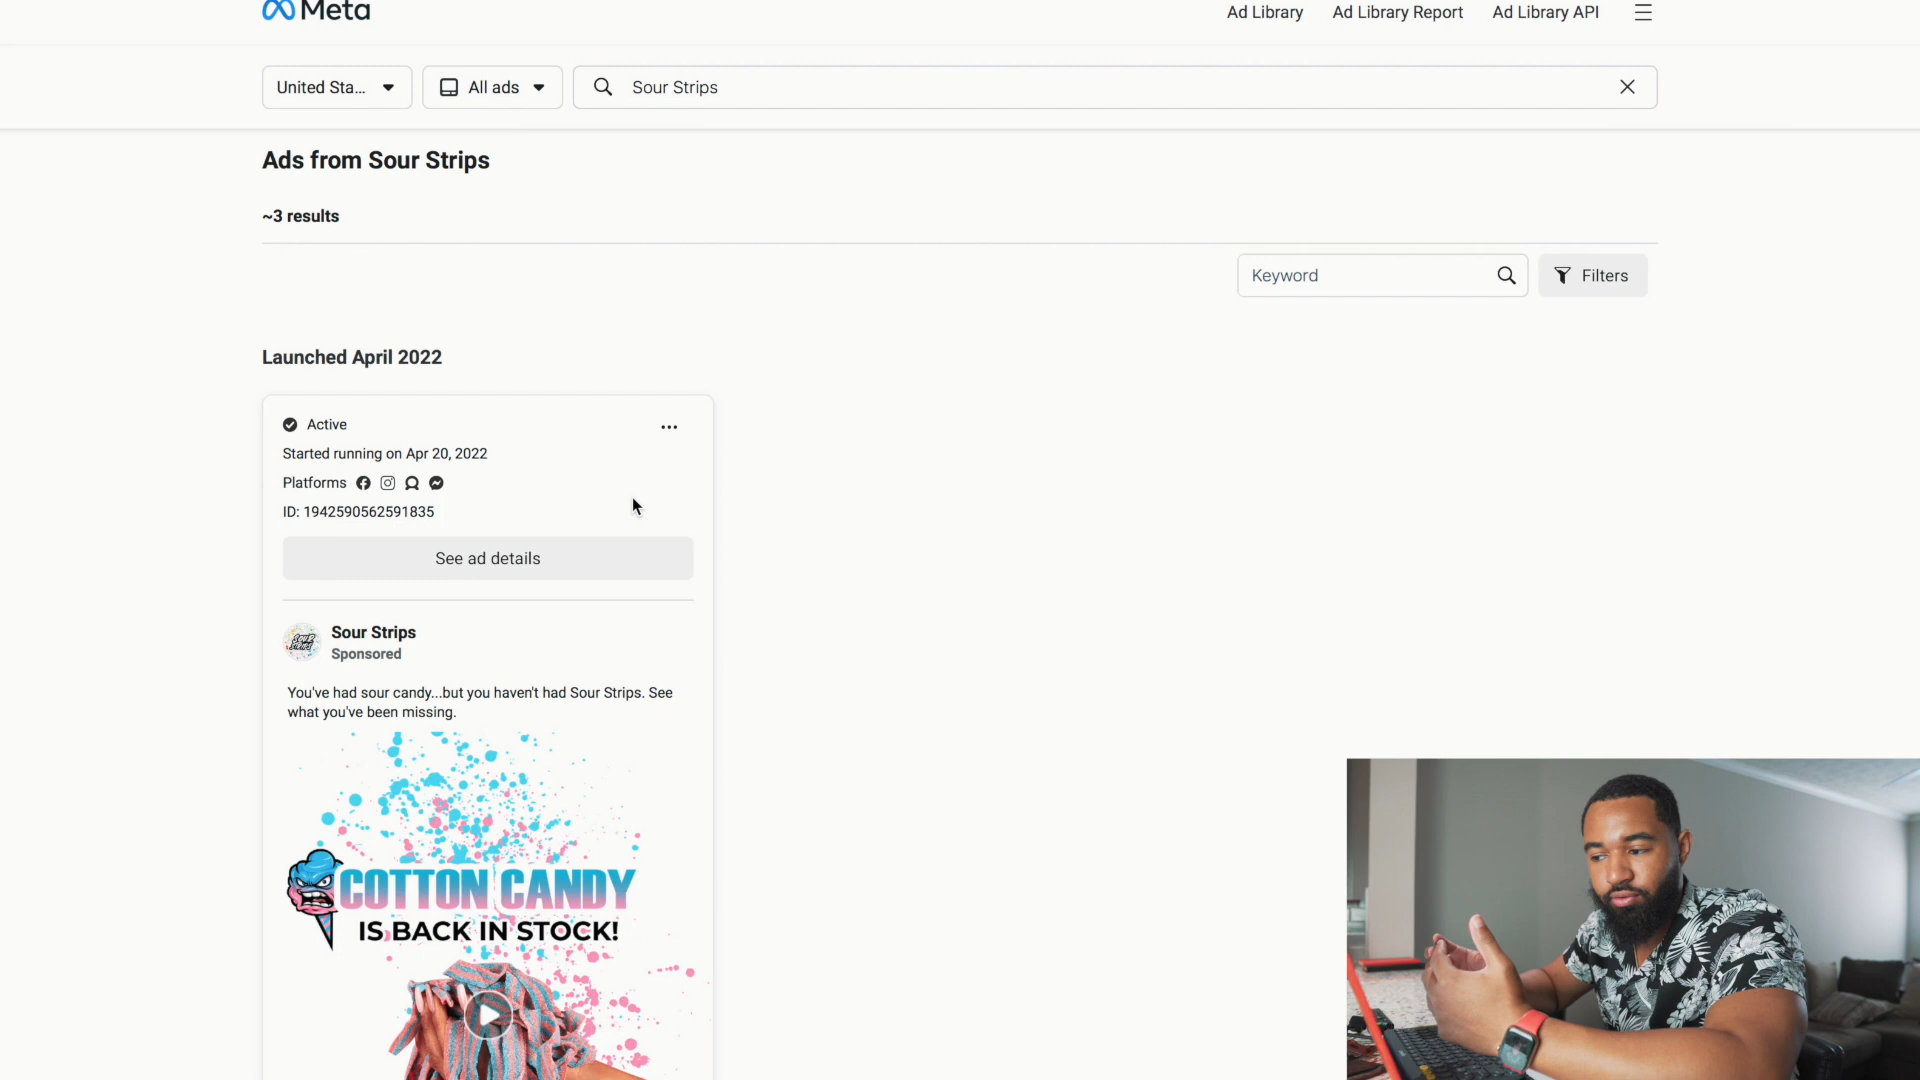 Meta
Ad Library
Ad Library Report
Ad Library API
United Sta...
All ads
Sour Strips
Ads from Sour Strips
~3 results
Keyword
Filters
Launched April 2022
Active
Started running on Apr 20, 2022
Platforms
ID: 1942590562591835
See ad details
Sour Strips
Sponsored
You've had sour candy...but you haven't had Sour Strips. See
what you've been missing.
COTTON CANDY
IS BACK IN STOCK!